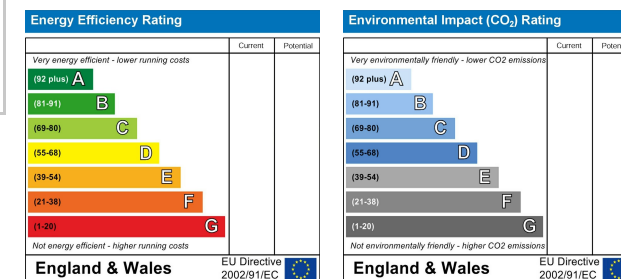 Energy Efficiency Rating
Current Potential
Very energy efficient - lower running costs
(92 plus) A
(81-91) B
(69-80) C
(55-68) D
(39-54) E
(21-38) F
(1-20) G
Not energy efficient - higher running costs
England & Wales
EU Directive
2002/91/EC
Environmental Impact (CO₂) Rating
Current Poten
Very environmentally friendly - lower CO2 emissions
(92 plus) A
(81-91) B
(69-80) C
(55-68) D
(39-54) E
(21-38) F
(1-20) G
Not environmentally friendly - higher CO2 emissions
England & Wales
EU Directive
2002/91/EC